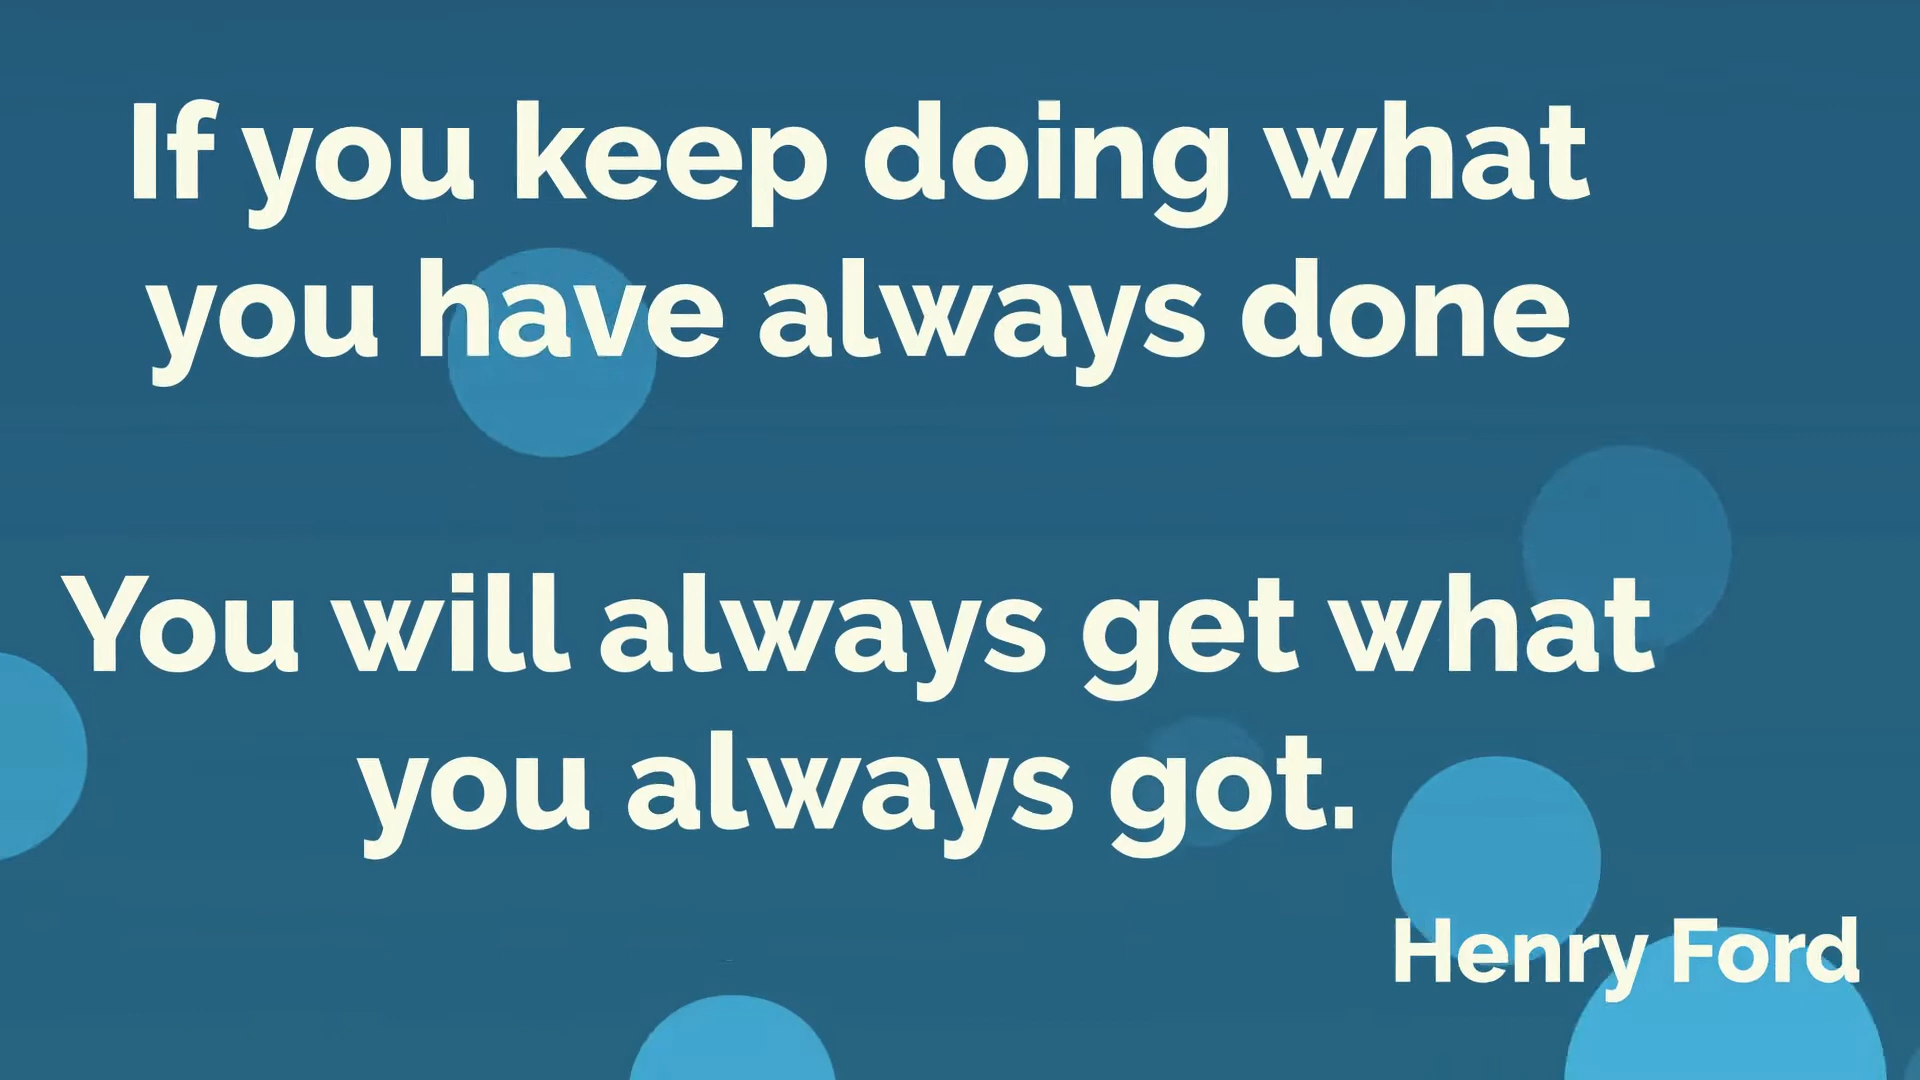 If you keep doing what
you have always done
You will always get what
you always got.
Henry Ford